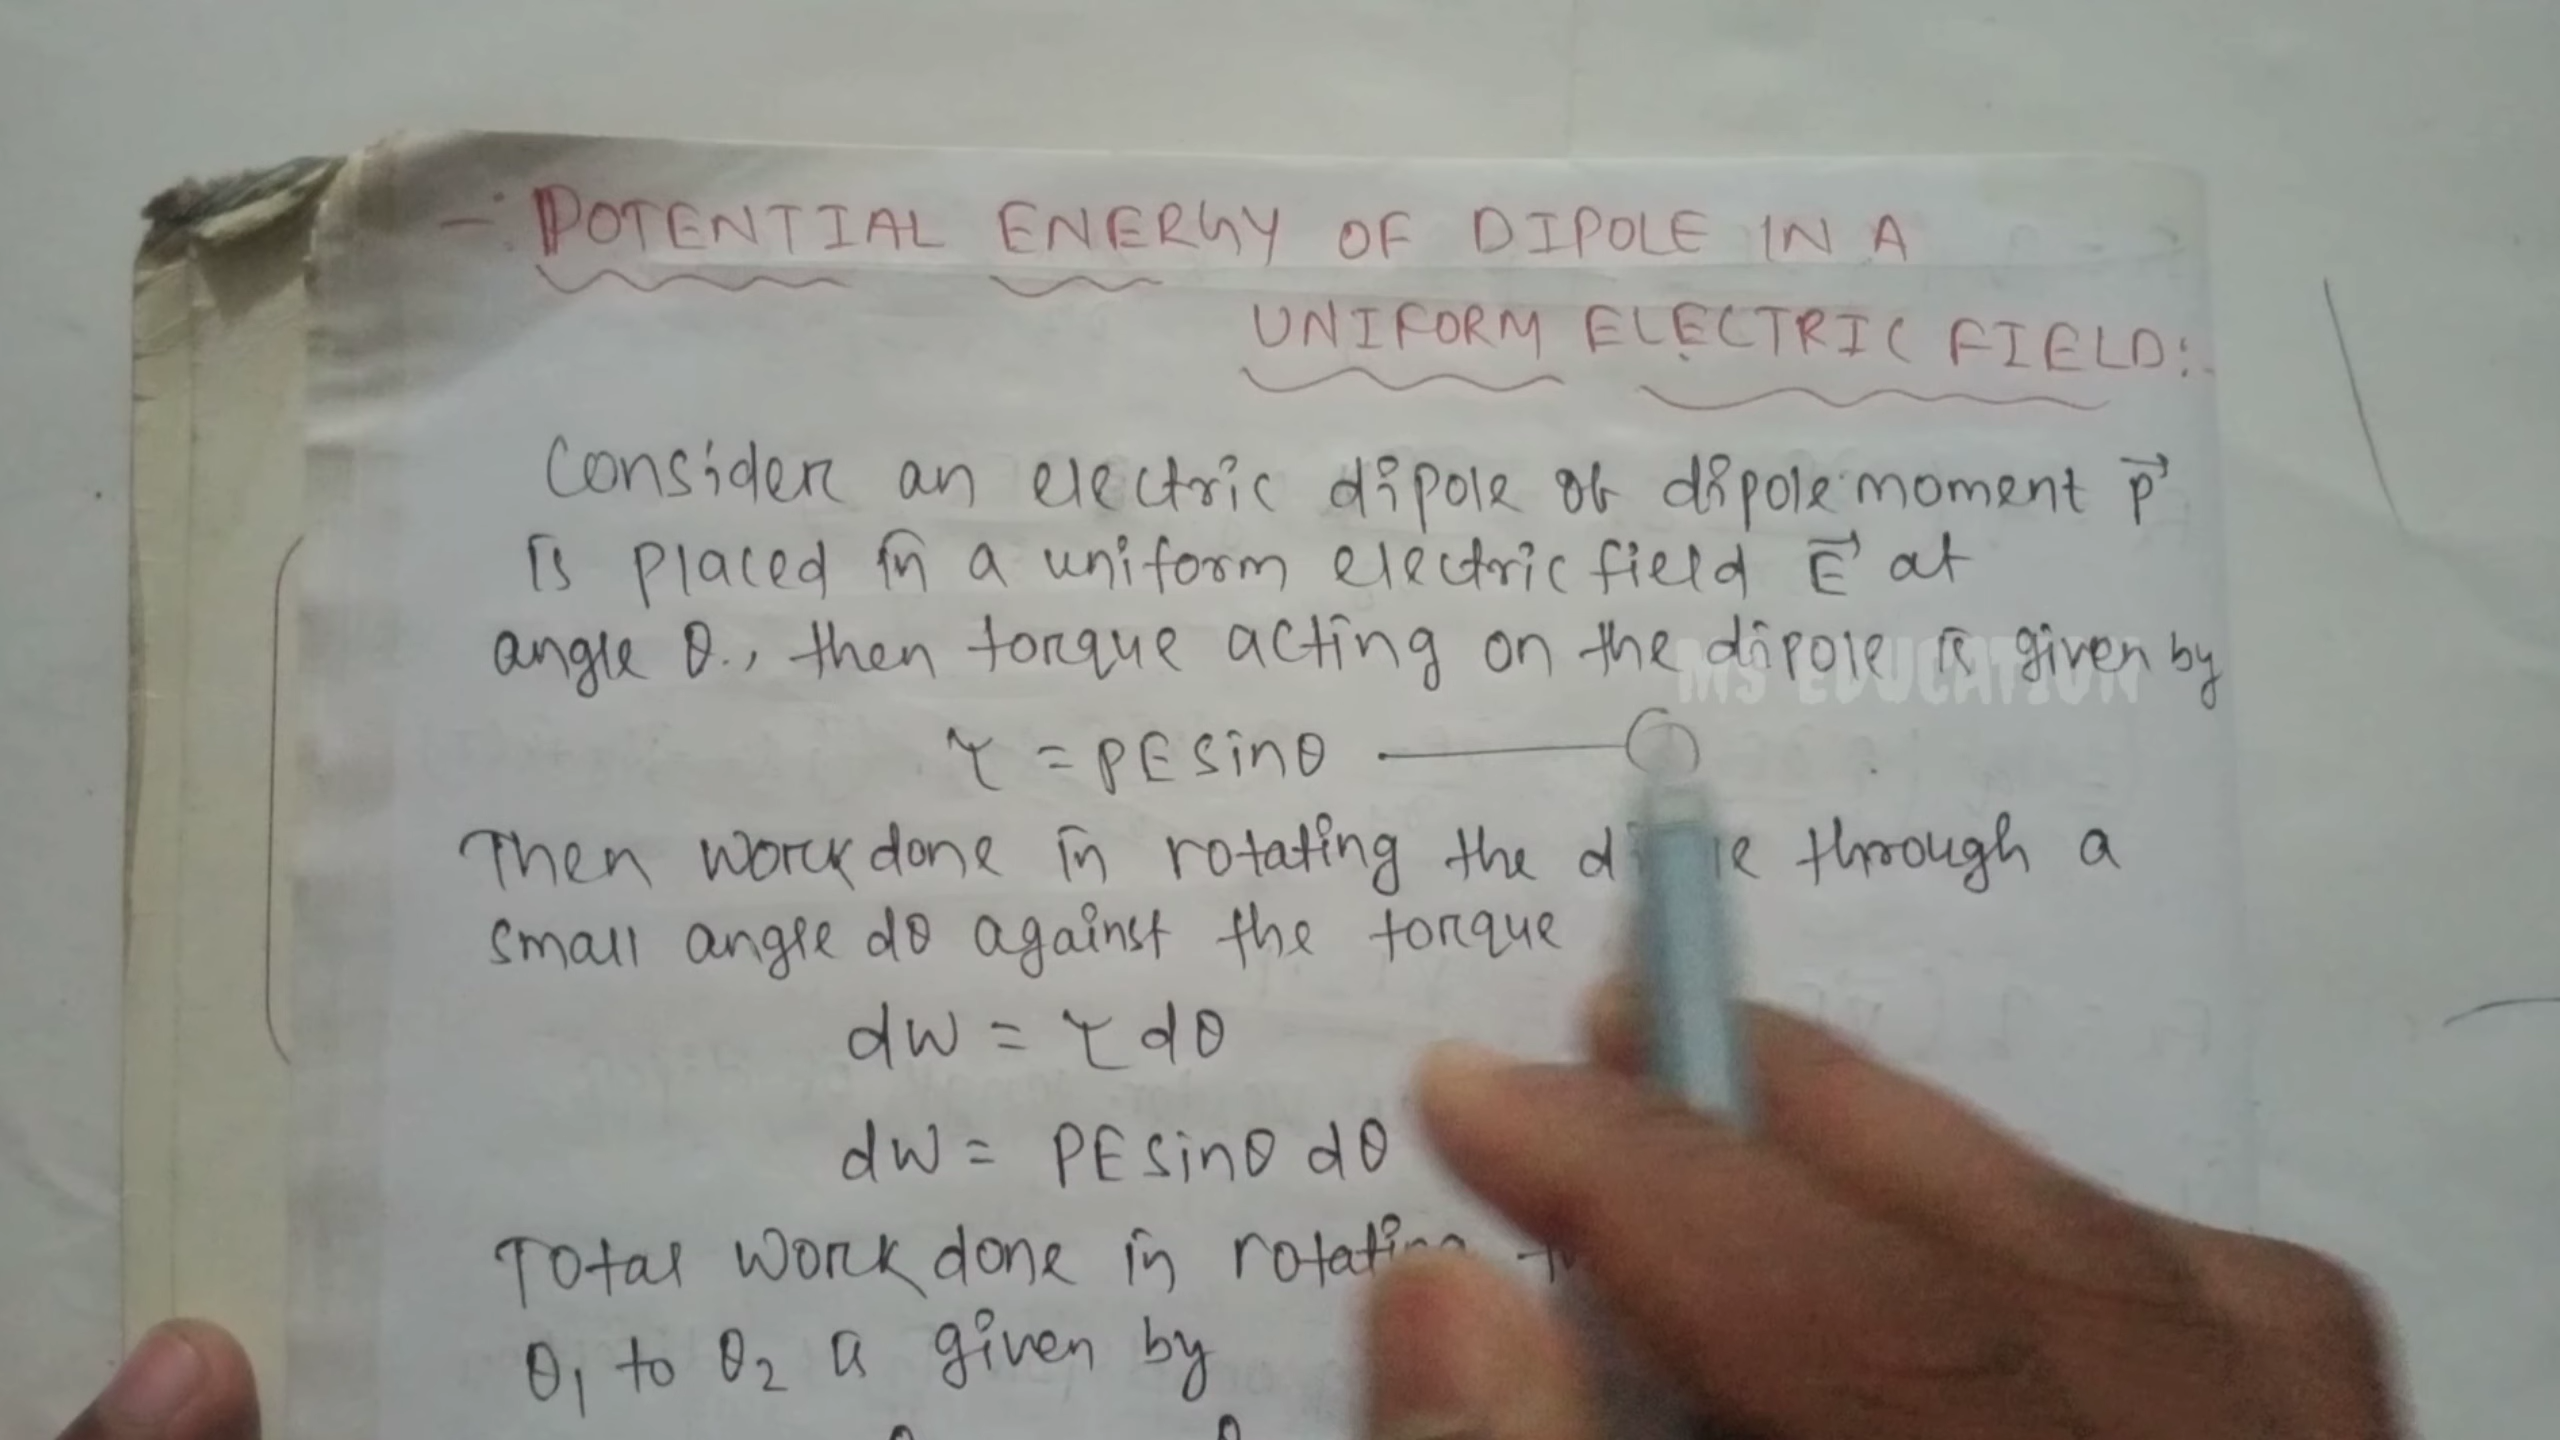 -: POTENTIAL ENERGY OF DIPOLE IN A
UNIFORM ELECTRIC FIELD:-
Consider an electric dipole of dipole moment p⃗
is placed in a uniform electric field E⃗ at
angle θ., then torque acting on the dipole is given by
MS EDUCATION
τ = PE sinθ
Then work done in rotating the through a
small angle dθ against the torque
dw = τ dθ
dw = PE sinθ dθ
Total work done in rotating
θ₁ to θ₂ is given by